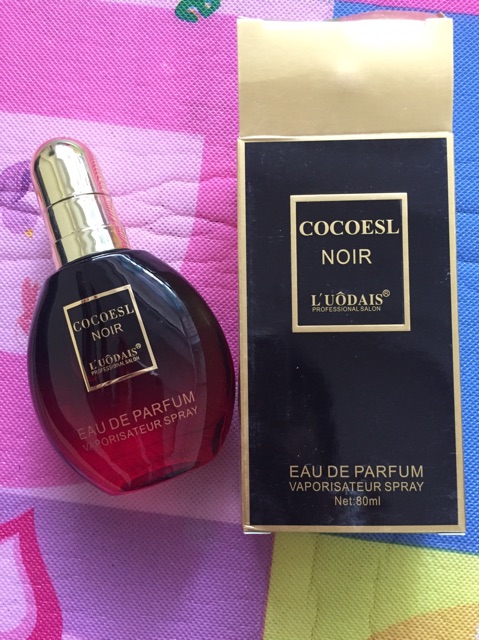 COCOESL
NOIR
L'UÔDAIS®
PROFESSIONAL SALON
EAU DE PARFUM
VAPORISATEUR SPRAY
COCOESL
NOIR
L'UÔDAIS®
PROFESSIONAL SALON
EAU DE PARFUM
VAPORISATEUR SPRAY
Net:80ml